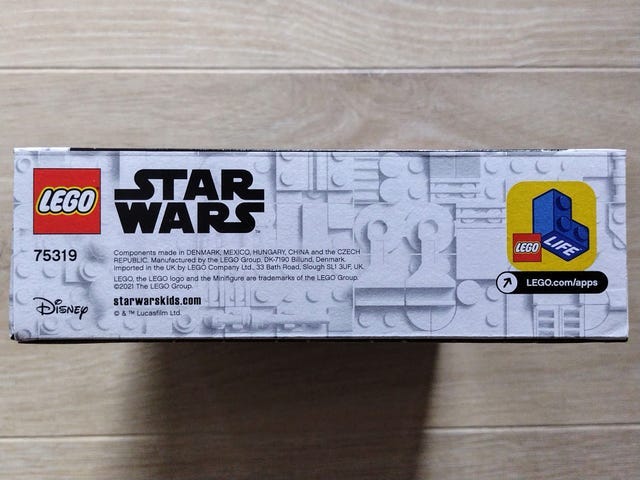 LEGO
STAR
WARS™
75319
Components made in DENMARK, MEXICO, HUNGARY, CHINA and the CZECH
REPUBLIC. Manufactured by the LEGO Group, DK-7190 Billund, Denmark.
Imported in the UK by LEGO Company Ltd., 33 Bath Road, Slough SL1 3UF, UK.
LEGO, the LEGO logo and the Minifigure are trademarks of the LEGO Group.
©2021 The LEGO Group.
Disney
starwarskids.com
© & ™ Lucasfilm Ltd.
LEGO
LIFE
LEGO.com/apps